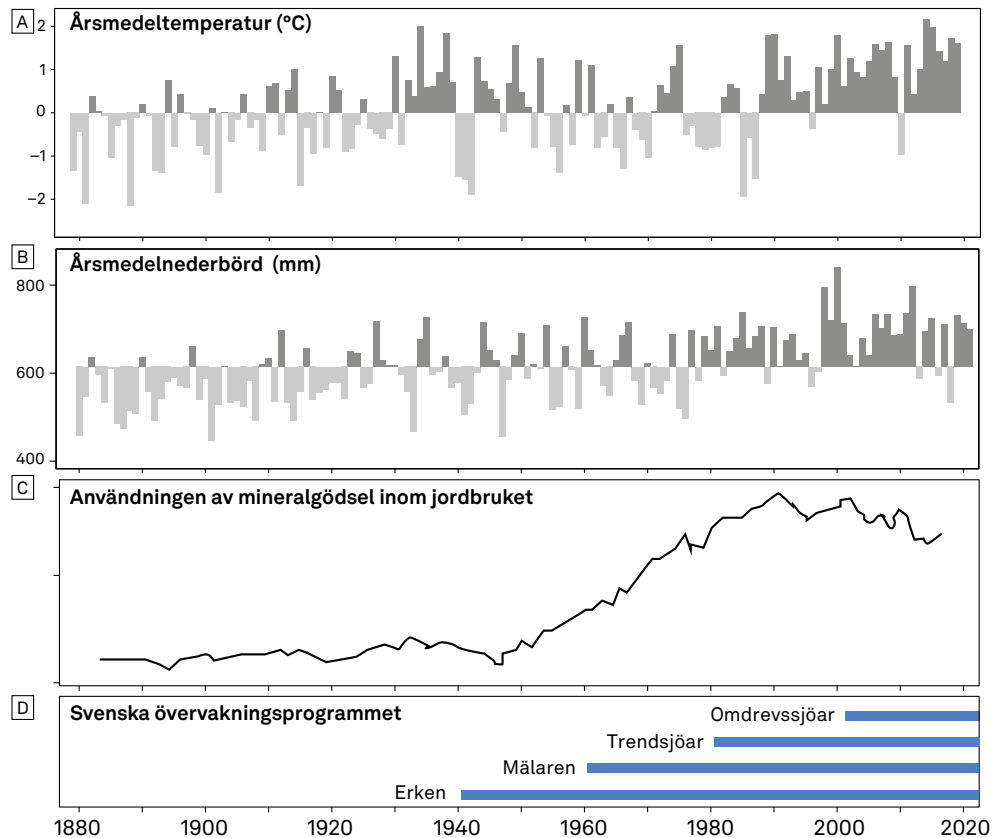 A
Årsmedeltemperatur (°C)
2
1
0
−1
−2
B
Årsmedelnederbörd (mm)
800
600
400
C
Användningen av mineralgödsel inom jordbruket
D
Svenska övervakningsprogrammet
Omdrevssjöar
Trendsjöar
Mälaren
Erken
1880 1900 1920 1940 1960 1980 2000 2020